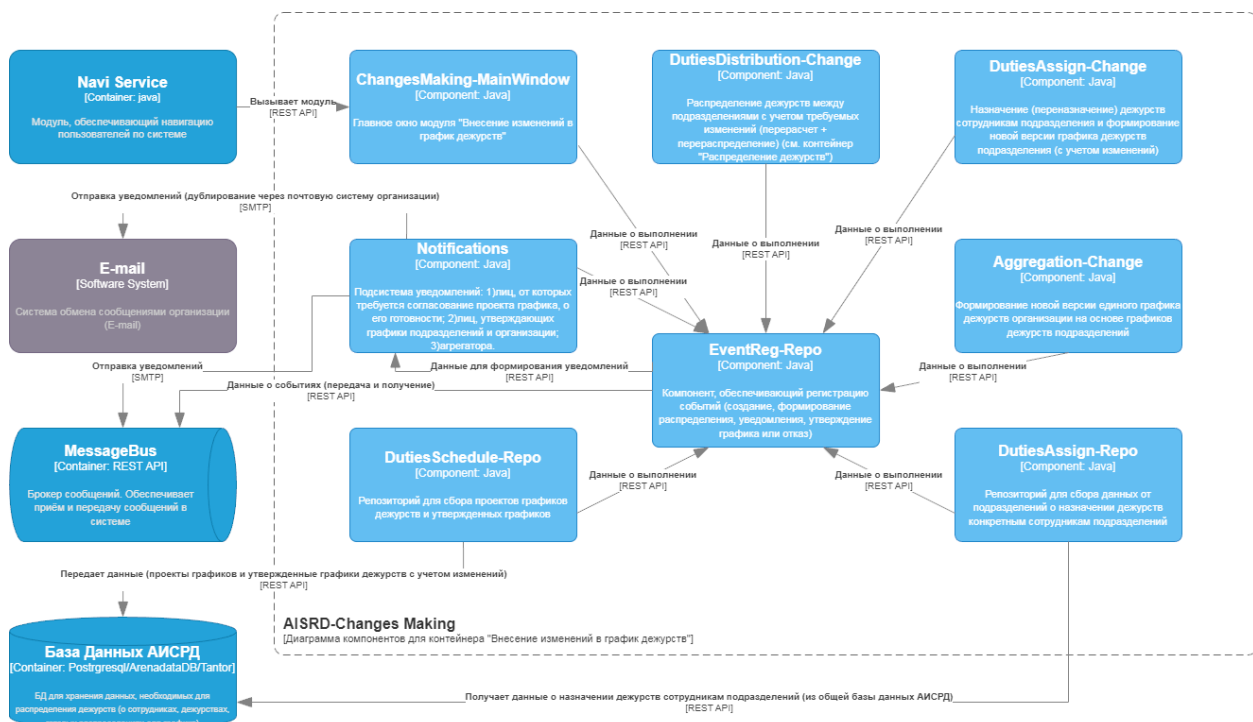 Navi Service
[Container: java]
Модуль, обеспечивающий навигацию
пользователей по системе
Вызывает модуль
[REST API]
ChangesMaking-MainWindow
[Component: Java]
Главное окно модуля "Внесение изменений в
график дежурств"
DutiesDistribution-Change
[Component: Java]
Распределение дежурств между
подразделениями с учетом требуемых
изменений (перерасчет +
перераспределение) (см. контейнер
"Распределение дежурств")
DutiesAssign-Change
[Component: Java]
Назначение (переназначение) дежурств
сотрудникам подразделения и формирование
новой версии графика дежурств
подразделения (с учетом изменений)
Отправка уведомлений (дублирование через почтовую систему организации)
[SMTP]
Данные о выполнении
[REST API]
Данные о выполнении
[REST API]
Данные о выполнении
[REST API]
E-mail
[Software System]
Система обмена сообщениями организации
(E-mail)
Notifications
[Component: Java]
Подсистема уведомлений: 1)лиц, от которых
требуется согласование проекта графика, о
его готовности; 2)лиц, утверждающих
графики подразделений и организации;
3)агрегатора.
Данные о выполнении
[REST API]
Aggregation-Change
[Component: Java]
Формирование новой версии единого графика
дежурств организации на основе графиков
дежурств подразделений
EventReg-Repo
[Component: Java]
Компонент, обеспечивающий регистрацию
событий (создание, формирование
распределения, уведомления, утверждение
графика или отказ)
Отправка уведомлений
[SMTP]
Данные для формирования уведомлений
[REST API]
Данные о выполнении
[REST API]
Данные о событиях (передача и получение)
[REST API]
MessageBus
[Container: REST API]
Брокер сообщений. Обеспечивает
приём и передачу сообщений в
системе
DutiesSchedule-Repo
[Component: Java]
Репозиторий для сбора проектов графиков
дежурств и утвержденных графиков
Данные о выполнении
[REST API]
Данные о выполнении
[REST API]
DutiesAssign-Repo
[Component: Java]
Репозиторий для сбора данных от
подразделений о назначении дежурств
конкретным сотрудникам подразделений
Передает данные (проекты графиков и утвержденные графики дежурств с учетом изменений)
[REST API]
AISRD-Changes Making
[Диаграмма компонентов для контейнера "Внесение изменений в график дежурств"]
База Данных АИСРД
[Container: Postrgresql/ArenadataDB/Tantor]
БД для хранения данных, необходимых для
распределения дежурств (о сотрудниках, дежурствах,
Получает данные о назначении дежурств сотрудникам подразделений (из общей базы данных АИСРД)
[REST API]